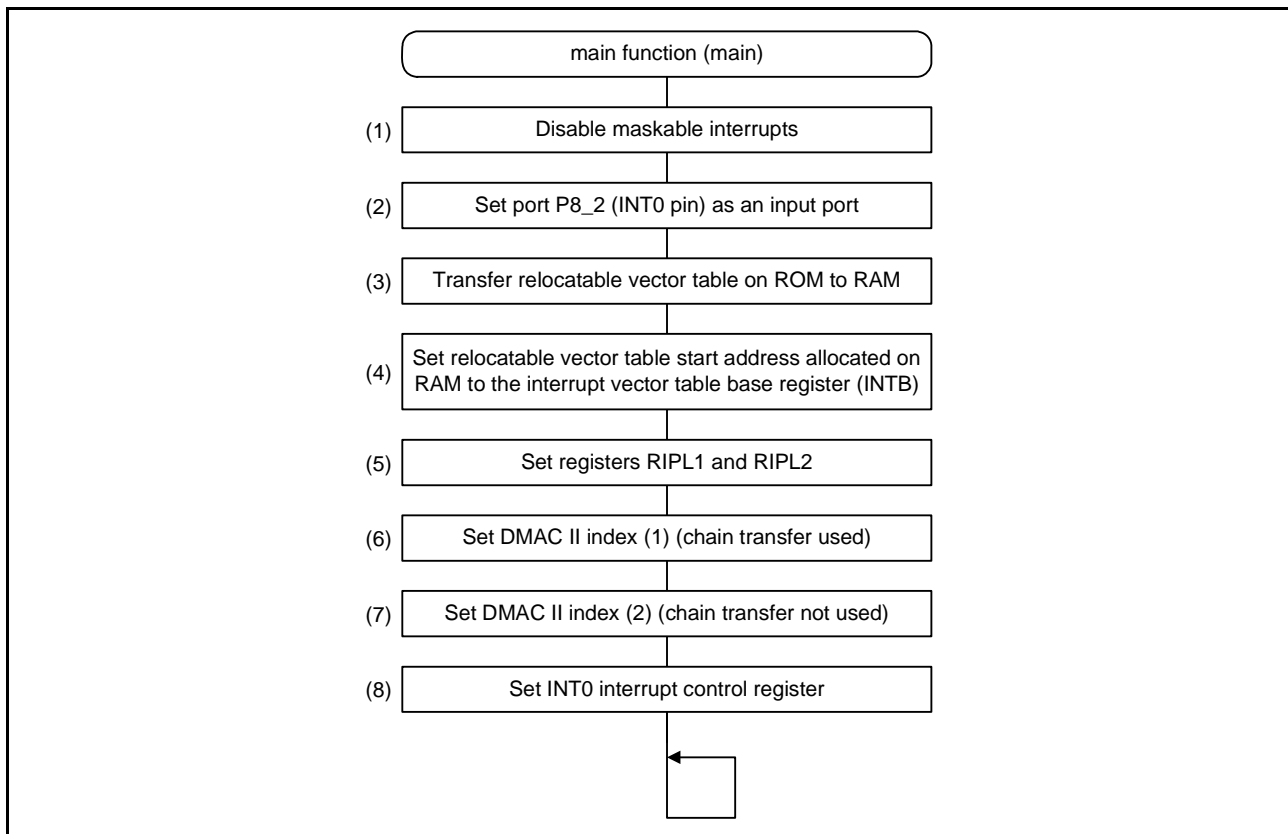 main function (main)
(1) Disable maskable interrupts
(2) Set port P8_2 (INT0 pin) as an input port
(3) Transfer relocatable vector table on ROM to RAM
(4) Set relocatable vector table start address allocated on
RAM to the interrupt vector table base register (INTB)
(5) Set registers RIPL1 and RIPL2
(6) Set DMAC II index (1) (chain transfer used)
(7) Set DMAC II index (2) (chain transfer not used)
(8) Set INT0 interrupt control register